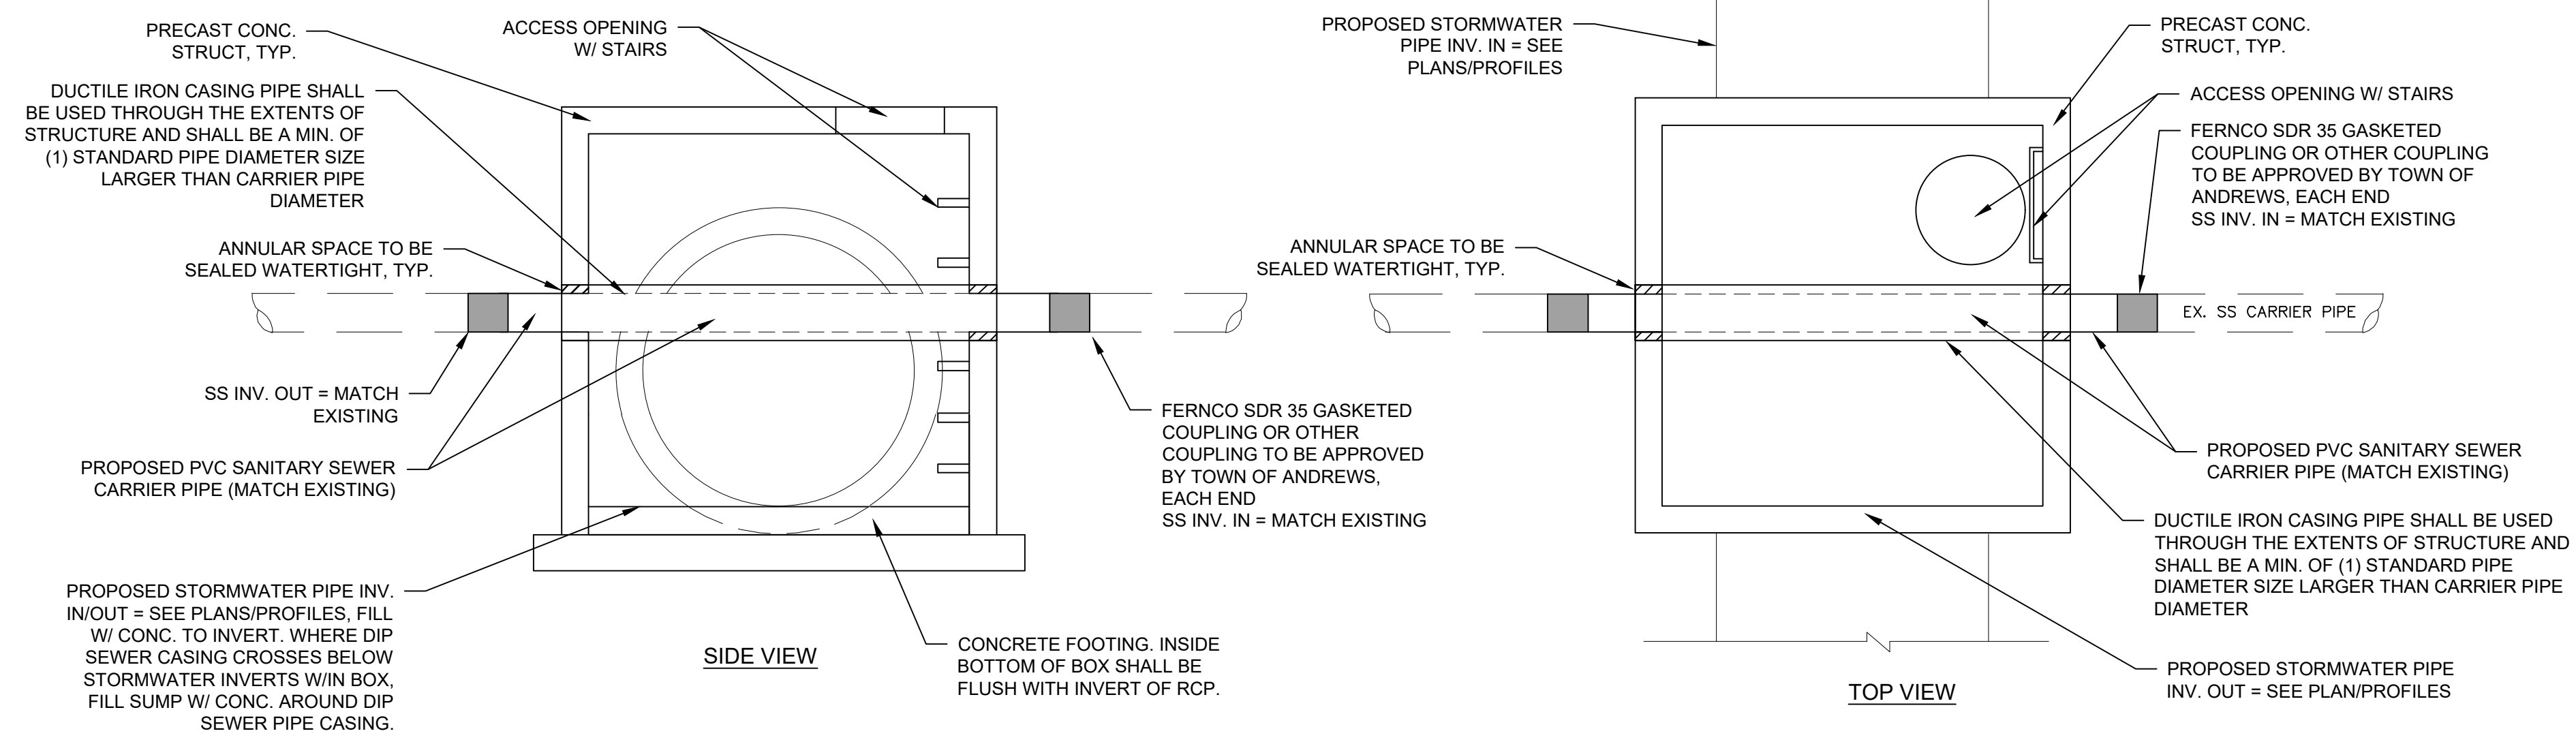 PRECAST CONC.
STRUCT, TYP.
ACCESS OPENING
W/ STAIRS
DUCTILE IRON CASING PIPE SHALL
BE USED THROUGH THE EXTENTS OF
STRUCTURE AND SHALL BE A MIN. OF
(1) STANDARD PIPE DIAMETER SIZE
LARGER THAN CARRIER PIPE
DIAMETER
ANNULAR SPACE TO BE
SEALED WATERTIGHT, TYP.
SS INV. OUT = MATCH
EXISTING
PROPOSED PVC SANITARY SEWER
CARRIER PIPE (MATCH EXISTING)
PROPOSED STORMWATER PIPE INV.
IN/OUT = SEE PLANS/PROFILES, FILL
W/ CONC. TO INVERT. WHERE DIP
SEWER CASING CROSSES BELOW
STORMWATER INVERTS W/IN BOX,
FILL SUMP W/ CONC. AROUND DIP
SEWER PIPE CASING.
FERNCO SDR 35 GASKETED
COUPLING OR OTHER
COUPLING TO BE APPROVED
BY TOWN OF ANDREWS,
EACH END
SS INV. IN = MATCH EXISTING
CONCRETE FOOTING. INSIDE
BOTTOM OF BOX SHALL BE
FLUSH WITH INVERT OF RCP.
SIDE VIEW
PROPOSED STORMWATER
PIPE INV. IN = SEE
PLANS/PROFILES
ANNULAR SPACE TO BE
SEALED WATERTIGHT, TYP.
PRECAST CONC.
STRUCT, TYP.
ACCESS OPENING W/ STAIRS
FERNCO SDR 35 GASKETED
COUPLING OR OTHER COUPLING
TO BE APPROVED BY TOWN OF
ANDREWS, EACH END
SS INV. IN = MATCH EXISTING
EX. SS CARRIER PIPE
PROPOSED PVC SANITARY SEWER
CARRIER PIPE (MATCH EXISTING)
DUCTILE IRON CASING PIPE SHALL BE USED
THROUGH THE EXTENTS OF STRUCTURE AND
SHALL BE A MIN. OF (1) STANDARD PIPE
DIAMETER SIZE LARGER THAN CARRIER PIPE
DIAMETER
PROPOSED STORMWATER PIPE
INV. OUT = SEE PLAN/PROFILES
TOP VIEW